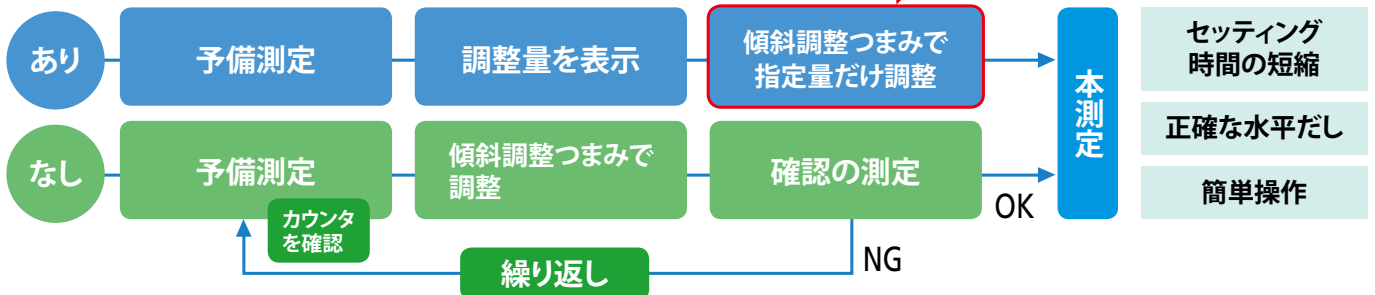 あり
予備測定
調整量を表示
傾斜調整つまみで
指定量だけ調整
なし
予備測定
カウンタ
を確認
傾斜調整つまみで
調整
確認の測定
OK
NG
繰り返し
本測定
セッティング
時間の短縮
正確な水平だし
簡単操作